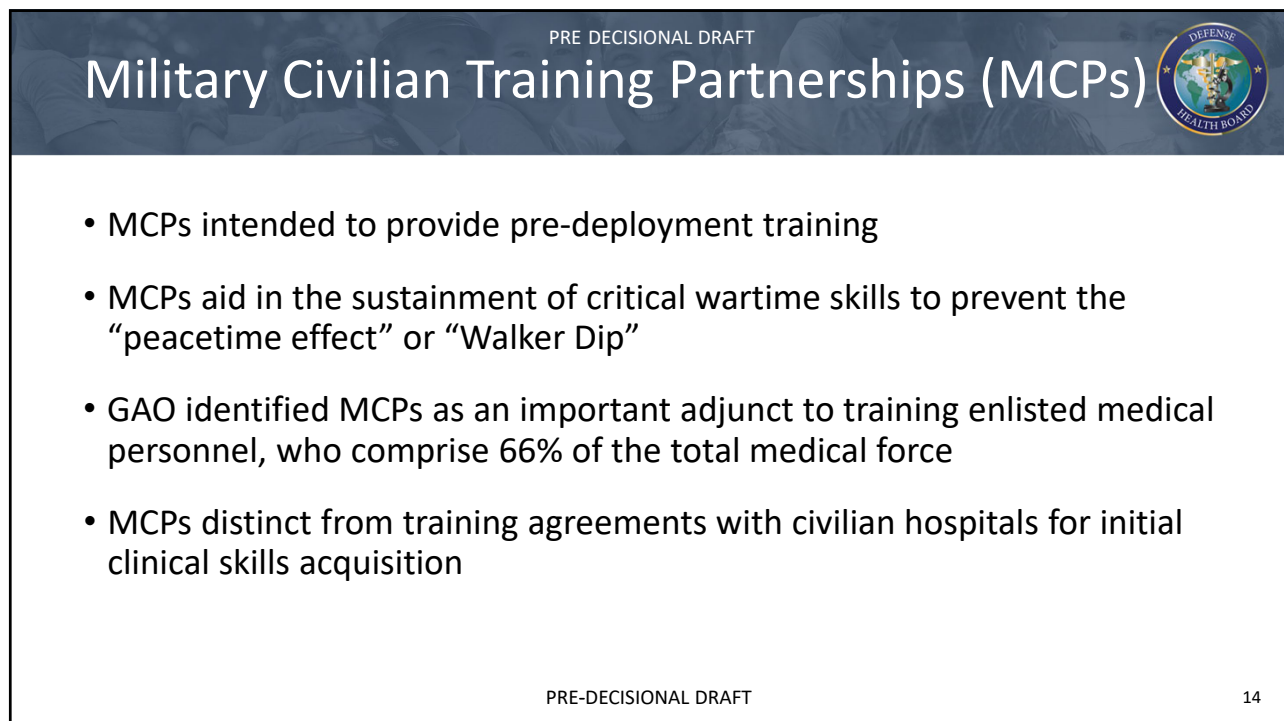 PRE DECISIONAL DRAFT
Military Civilian Training Partnerships (MCPs)
DEFENSE
HEALTH BOARD
• MCPs intended to provide pre-deployment training
• MCPs aid in the sustainment of critical wartime skills to prevent the
“peacetime effect” or “Walker Dip”
• GAO identified MCPs as an important adjunct to training enlisted medical
personnel, who comprise 66% of the total medical force
• MCPs distinct from training agreements with civilian hospitals for initial
clinical skills acquisition
PRE-DECISIONAL DRAFT
14